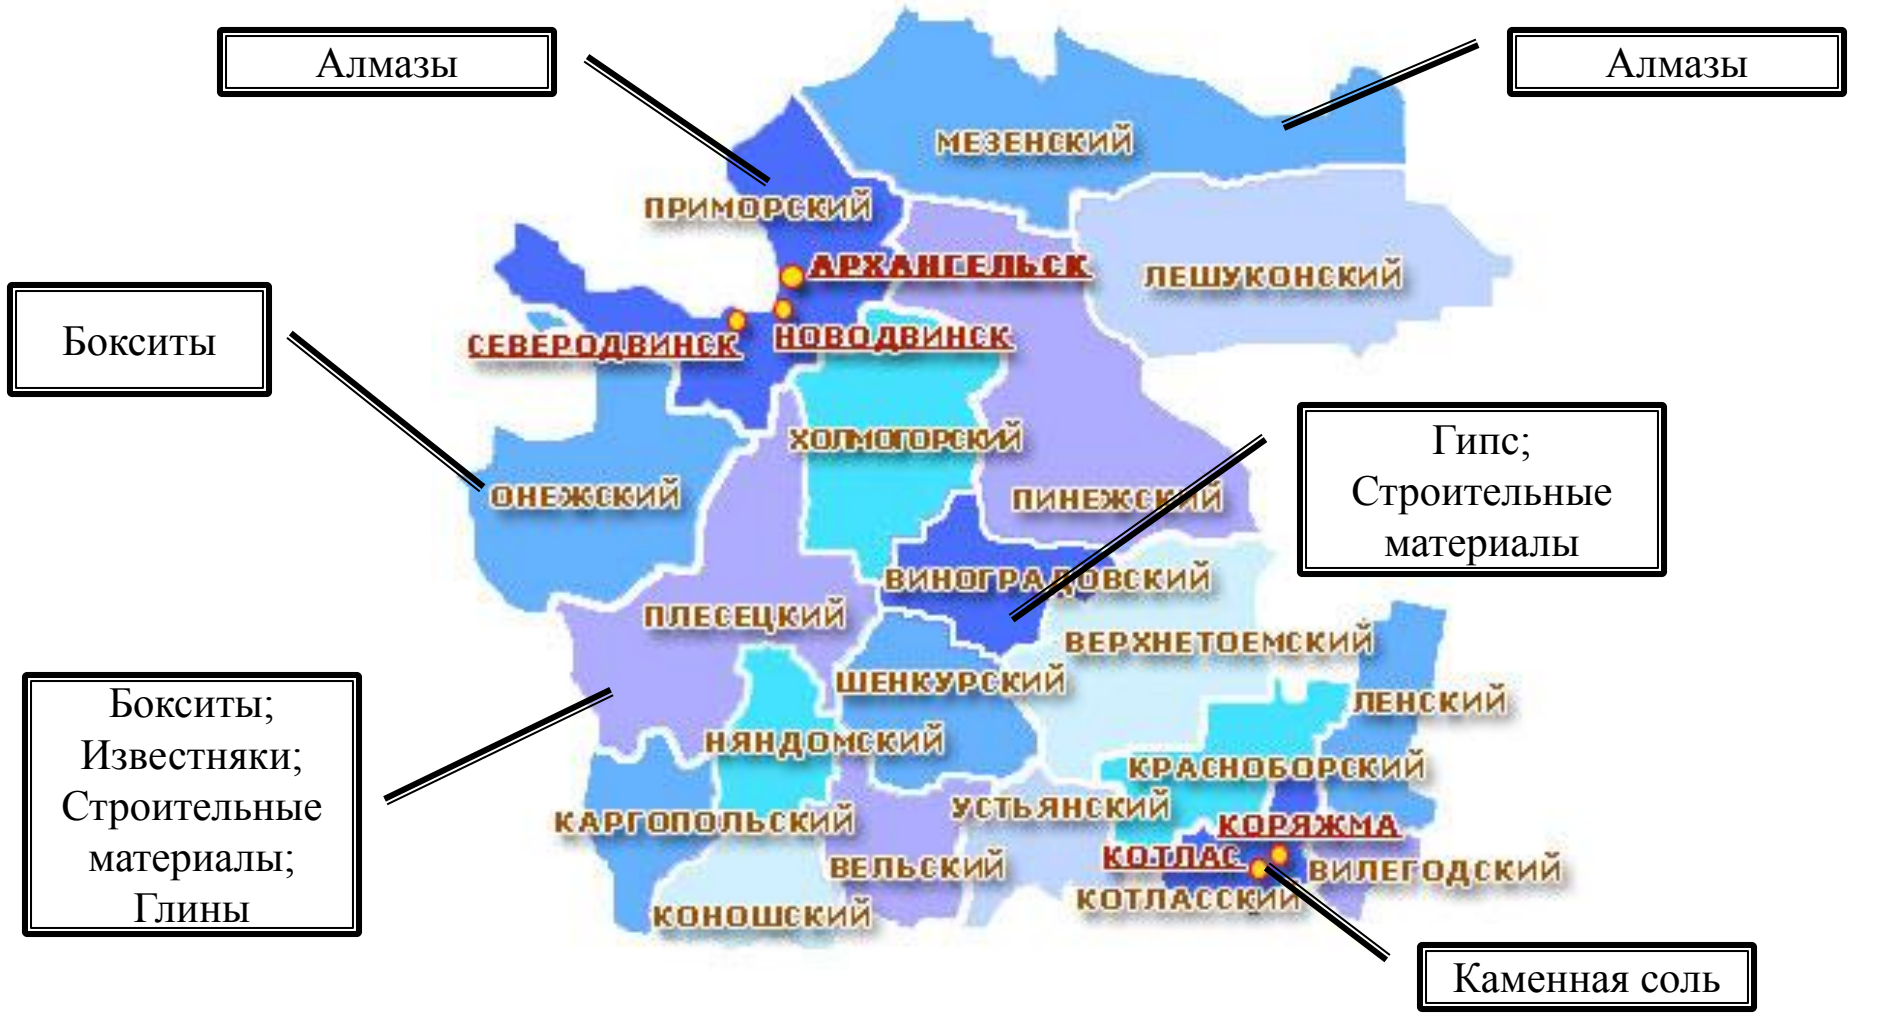 Алмазы
Алмазы
МЕЗЕНСКИЙ
ПРИМОРСКИЙ
АРХАНГЕЛЬСК
ЛЕШУКОНСКИЙ
Бокситы
СЕВЕРОДВИНСК
НОВОДВИНСК
ХОЛМОГОРСКИЙ
Гипс;
Строительные
материалы
ОНЕЖСКИЙ
ПИНЕЖСКИЙ
ВИНОГРАДОВСКИЙ
ПЛЕСЕЦКИЙ
ВЕРХНЕТОЕМСКИЙ
ШЕНКУРСКИЙ
ЛЕНСКИЙ
Бокситы;
Известняки;
Строительные
материалы;
Глины
НЯНДОМСКИЙ
КРАСНОБОРСКИЙ
КАРГОПОЛЬСКИЙ
УСТЬЯНСКИЙ
КОРЯЖМА
ВЕЛЬСКИЙ
КОТЛАС
ВИЛЕГОДСКИЙ
КОТЛАССКИЙ
КОНОШСКИЙ
Каменная соль